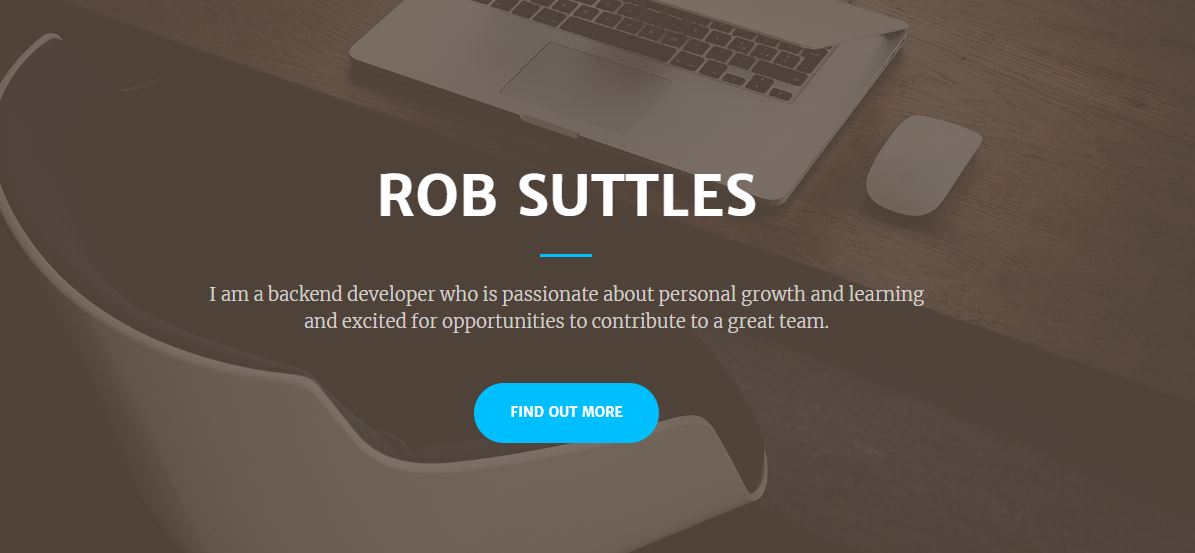 ROB SUTTLES
I am a backend developer who is passionate about personal growth and learning
and excited for opportunities to contribute to a great team.
FIND OUT MORE